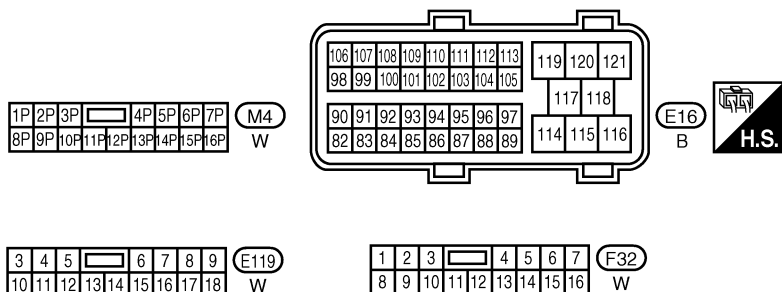 106 107 108 109 110 111 112 113
98 99 100 101 102 103 104 105
119 120 121
117 118
90 91 92 93 94 95 96 97
82 83 84 85 86 87 88 89
114 115 116
E16
B
H.S.
1P 2P 3P 4P 5P 6P 7P
8P 9P 10P 11P 12P 13P 14P 15P 16P
M4
W
3 4 5 6 7 8 9
10 11 12 13 14 15 16 17 18
E119
W
1 2 3 4 5 6 7
8 9 10 11 12 13 14 15 16
F32
W